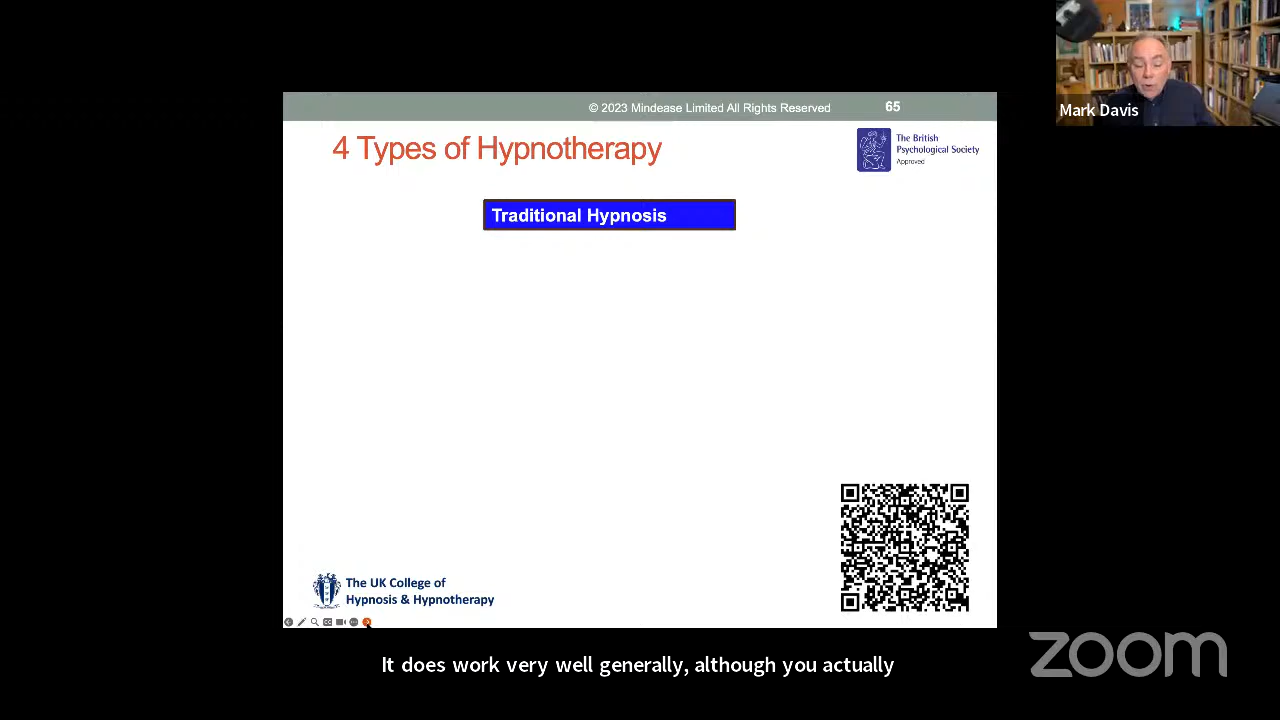 © 2023 Mindease Limited All Rights Reserved 65
4 Types of Hypnotherapy
The British
Psychological Society
Approved
Mark Davis
Traditional Hypnosis
The UK College of
Hypnosis & Hypnotherapy
It does work very well generally, although you actually
zoom